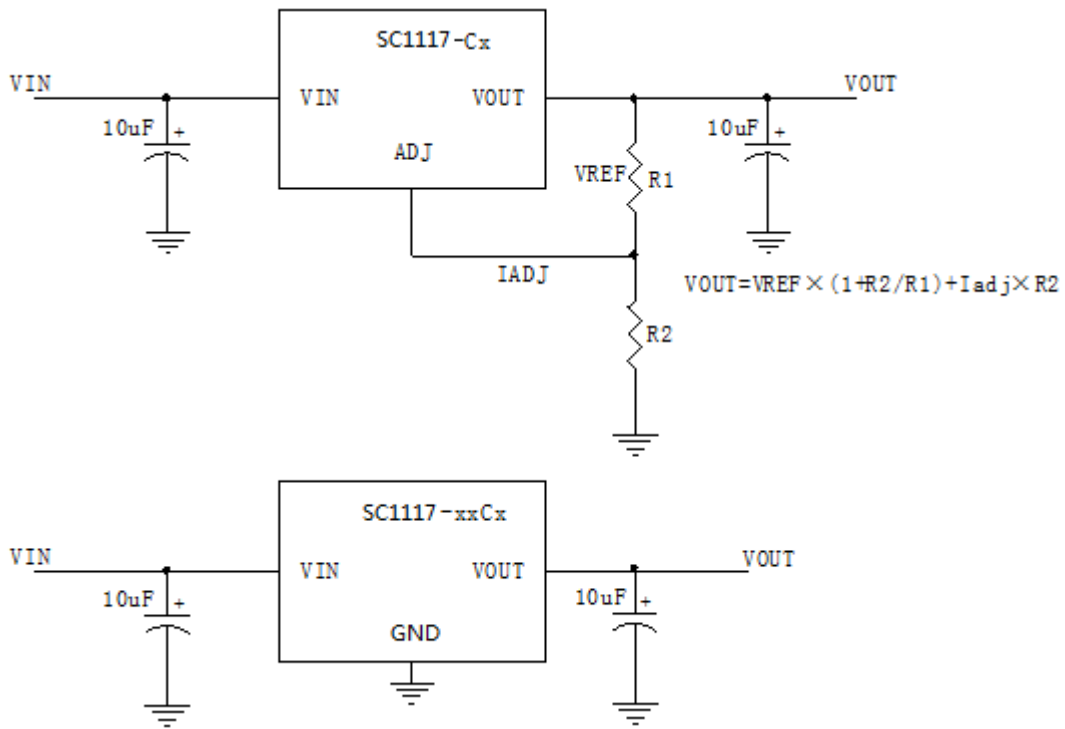 SC1117-Cx
VIN
VIN
VOUT
VOUT
10uF +
ADJ
VREF
R1
10uF +
IADJ
VOUT=VREF×(1+R2/R1)+Iadj×R2
R2
SC1117-xxCx
VIN
VIN
VOUT
VOUT
10uF +
10uF +
GND